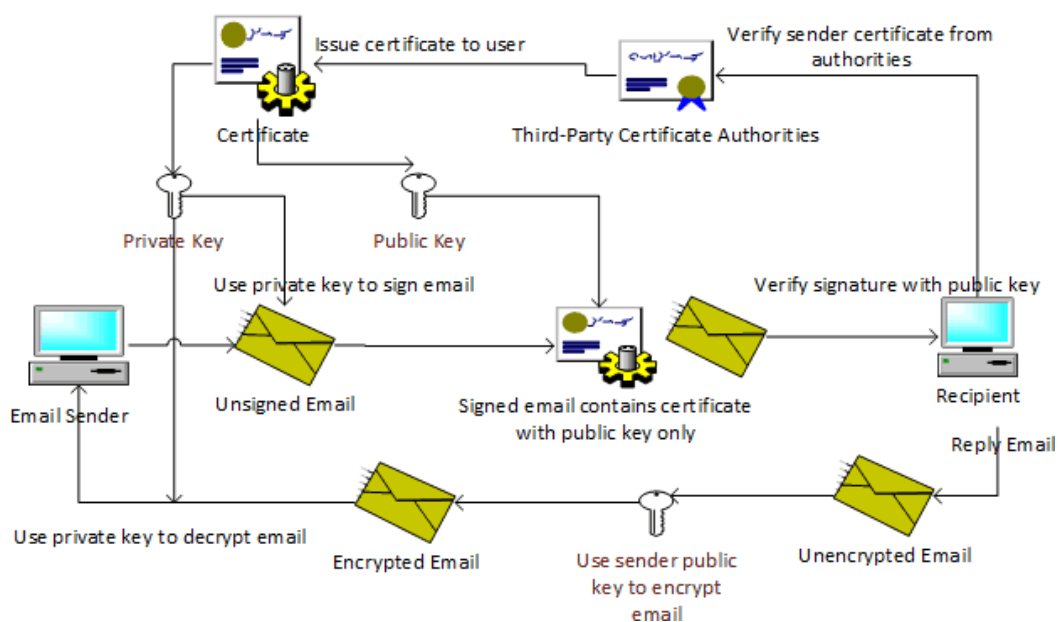 Issue certificate to user
Verify sender certificate from
authorities
Certificate
Third-Party Certificate Authorities
Private Key
Public Key
Use private key to sign email
Verify signature with public key
Email Sender
Unsigned Email
Signed email contains certificate
with public key only
Recipient
Reply Email
Use private key to decrypt email
Encrypted Email
Use sender public
key to encrypt
email
Unencrypted Email